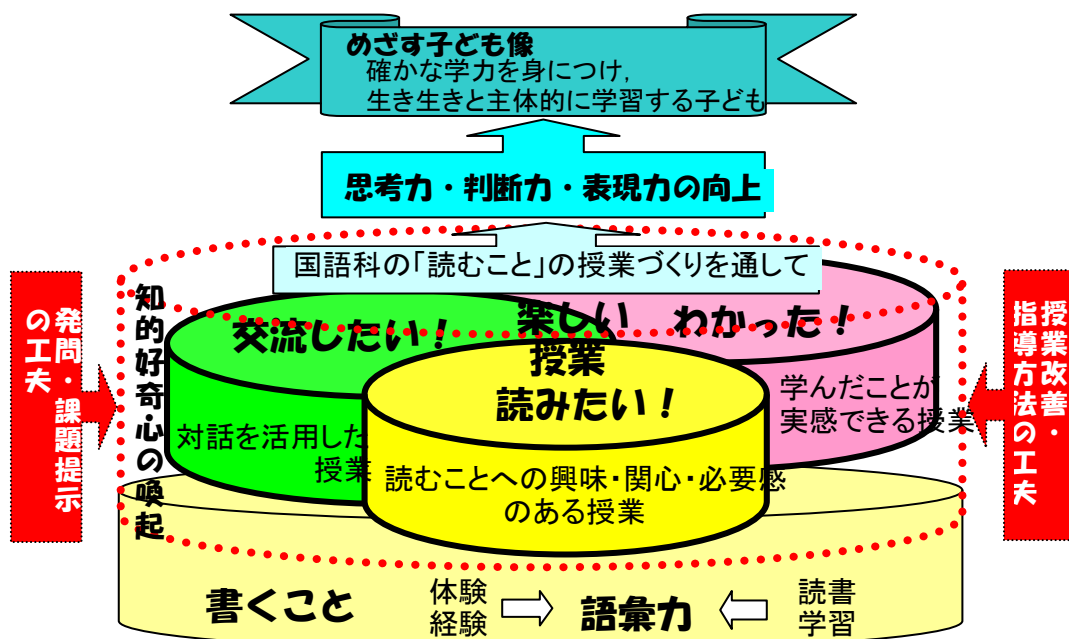 めざす子ども像
確かな学力を身につけ,
生き生きと主体的に学習する子ども
思考力・判断力・表現力の向上
国語科の「読むこと」の授業づくりを通して
発問・課題提示
の工夫
知的好奇心の喚起
交流したい！
楽しい
授業
わかった！
読みたい！
対話を活用した
授業
学んだことが
実感できる授業
読むことへの興味・関心・必要感
のある授業
授業改善・
指導方法の工夫
書くこと
体験
経験
語彙力
読書
学習